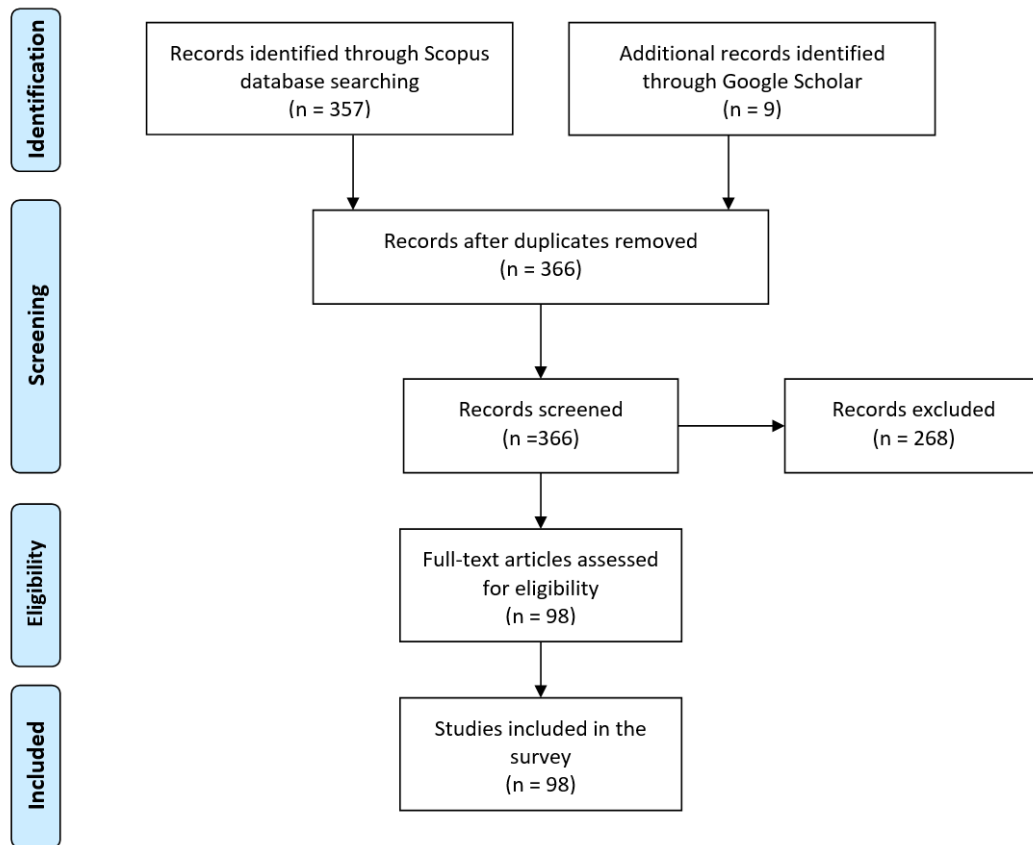 Identification
Records identified through Scopus
database searching
(n = 357)
Additional records identified
through Google Scholar
(n = 9)
Screening
Records after duplicates removed
(n = 366)
Records screened
(n =366)
Records excluded
(n = 268)
Eligibility
Full-text articles assessed
for eligibility
(n = 98)
Included
Studies included in the
survey
(n = 98)